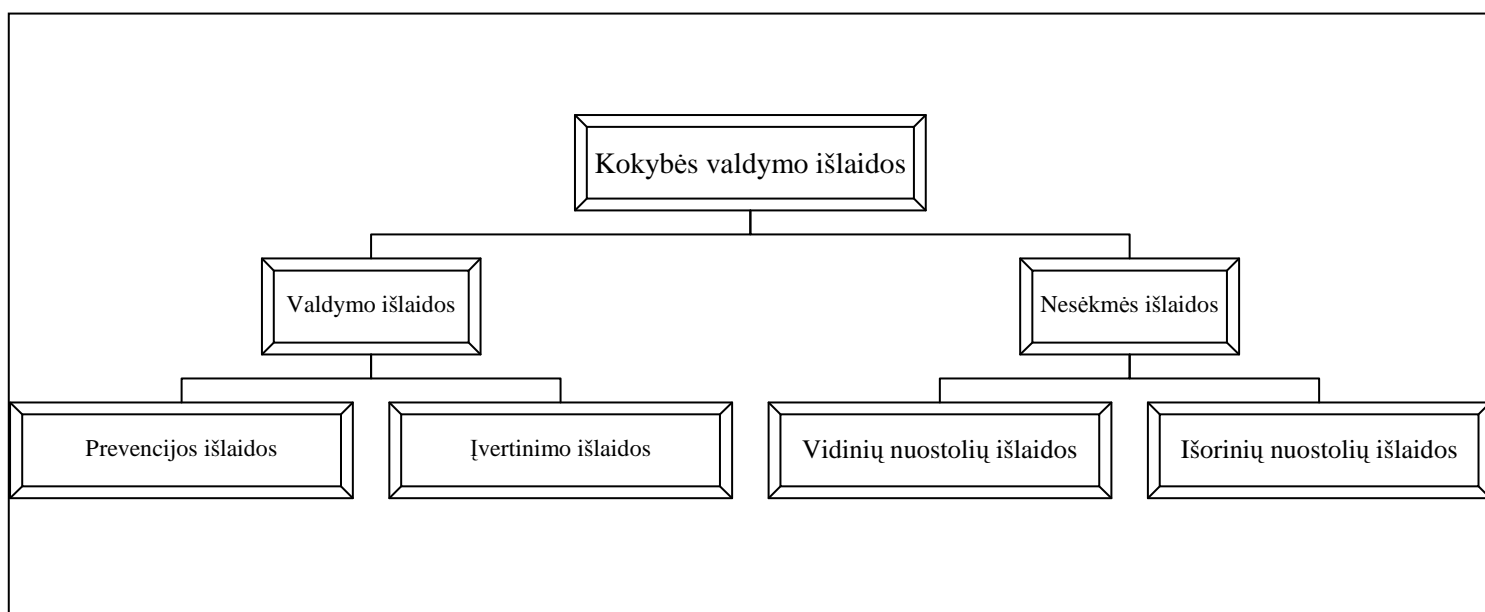 Kokybės valdymo išlaidos
Valdymo išlaidos
Nesėkmės išlaidos
Prevencijos išlaidos
Įvertinimo išlaidos
Vidinių nuostolių išlaidos
Išorinių nuostolių išlaidos